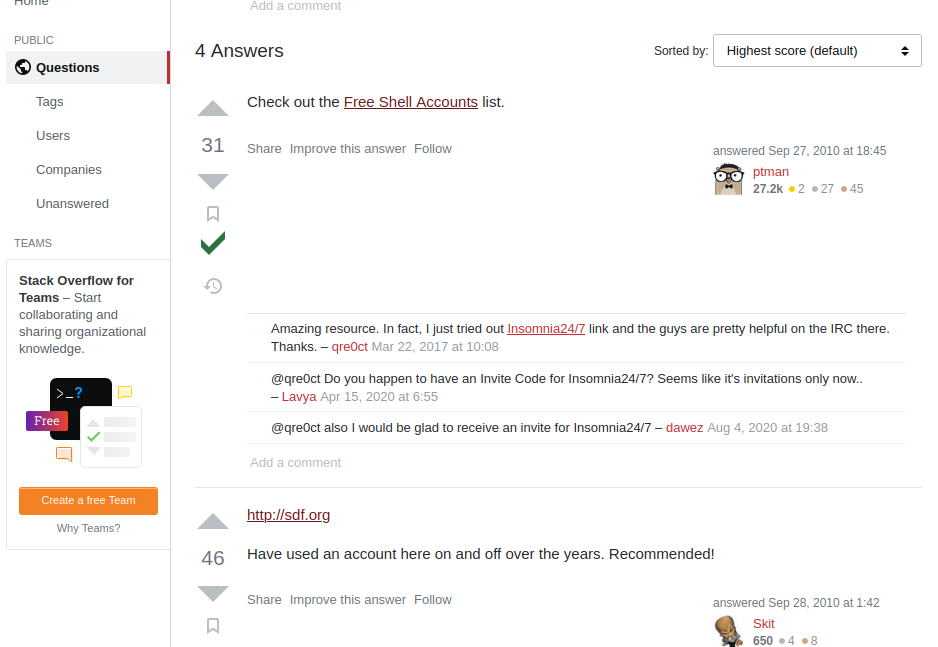 Home
Add a comment
PUBLIC
Questions
Tags
Users
Companies
Unanswered
TEAMS
Stack Overflow for
Teams – Start
collaborating and
sharing organizational
knowledge.
>_?
Free
Create a free Team
Why Teams?
4 Answers
Sorted by:
Highest score (default)
31
Check out the Free Shell Accounts list.
Share Improve this answer Follow
answered Sep 27, 2010 at 18:45
ptman
27.2k 2 27 45
Amazing resource. In fact, I just tried out Insomnia24/7 link and the guys are pretty helpful on the IRC there.
Thanks. – qre0ct Mar 22, 2017 at 10:08
@qre0ct Do you happen to have an Invite Code for Insomnia24/7? Seems like it's invitations only now..
– Lavya Apr 15, 2020 at 6:55
@qre0ct also I would be glad to receive an invite for Insomnia24/7 – dawez Aug 4, 2020 at 19:38
Add a comment
46
http://sdf.org
Have used an account here on and off over the years. Recommended!
Share Improve this answer Follow
answered Sep 28, 2010 at 1:42
Skit
650 4 8